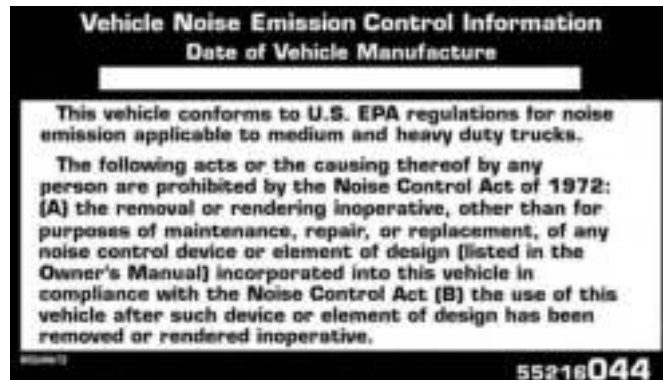 Vehicle Noise Emission Control Information
Date of Vehicle Manufacture
This vehicle conforms to U.S. EPA regulations for noise
emission applicable to medium and heavy duty trucks.
The following acts or the causing thereof by any
person are prohibited by the Noise Control Act of 1972:
(A) the removal or rendering inoperative, other than for
purposes of maintenance, repair, or replacement, of any
noise control device or element of design (listed in the
Owner's Manual) incorporated into this vehicle in
compliance with the Noise Control Act (B) the use of this
vehicle after such device or element of design has been
removed or rendered inoperative.
55216044